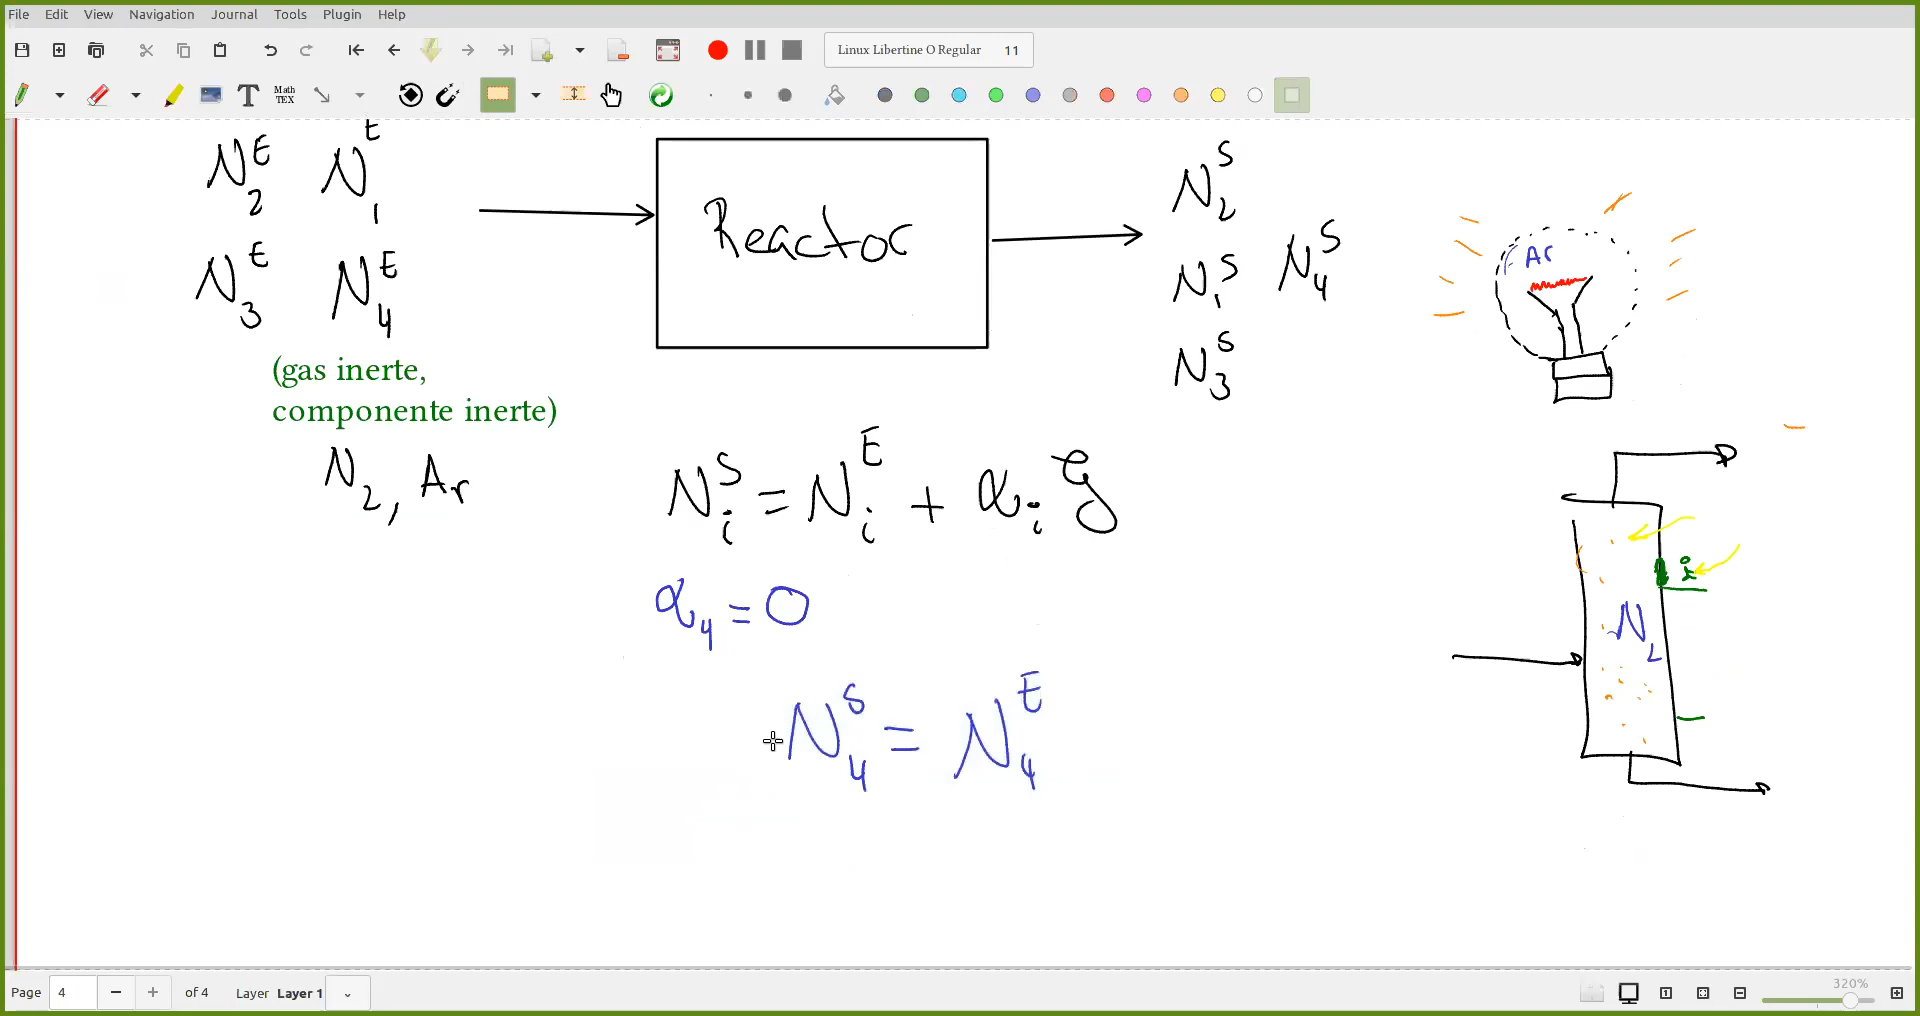 File Edit View Navigation Journal Tools Plugin Help
Linux Libertine O Regular 11
T Math TEX
N₂ᴱ N₁ᴱ
N₃ᴱ N₄ᴱ
(gas inerte,
componente inerte)
N₂, Ar
Reactor
N₂ˢ
N₁ˢ N₄ˢ
N₃ˢ
Nᵢˢ = Nᵢᴱ + αᵢ ξ
α₄ = 0
N₄ˢ = N₄ᴱ
Ar
N₂
Page 4 of 4 Layer Layer 1
320%